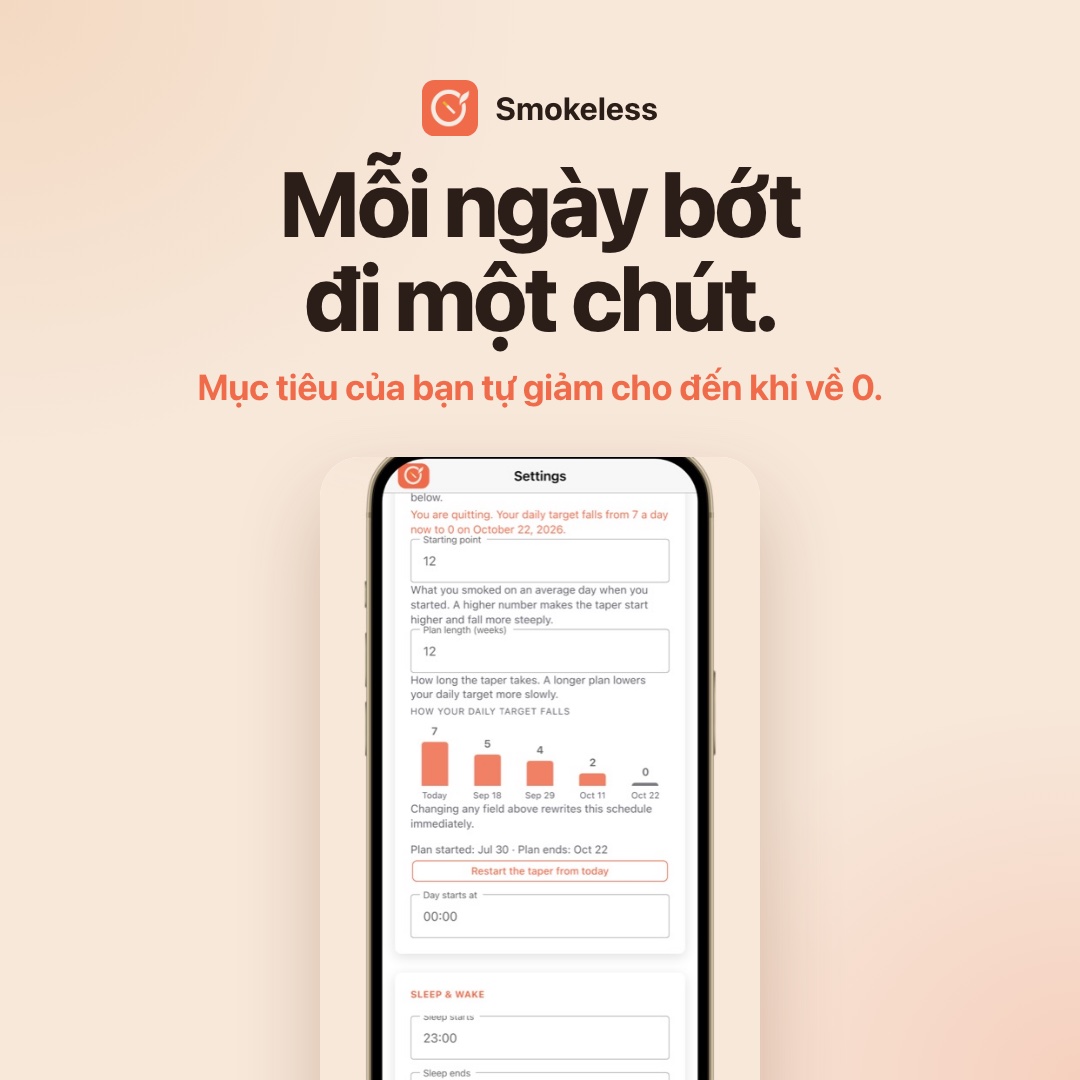 Smokeless
Mỗi ngày bớt
đi một chút.
Mục tiêu của bạn tự giảm cho đến khi về 0.
Settings
below.
You are quitting. Your daily target falls from 7 a day
now to 0 on October 22, 2026.
Starting point
12
What you smoked on an average day when you
started. A higher number makes the taper start
higher and fall more steeply.
Plan length (weeks)
12
How long the taper takes. A longer plan lowers
your daily target more slowly.
HOW YOUR DAILY TARGET FALLS
7 5 4 2 0
Today Sep 18 Sep 29 Oct 11 Oct 22
Changing any field above rewrites this schedule
immediately.
Plan started: Jul 30 · Plan ends: Oct 22
Restart the taper from today
Day starts at
00:00
SLEEP & WAKE
Sleep starts
23:00
Sleep ends